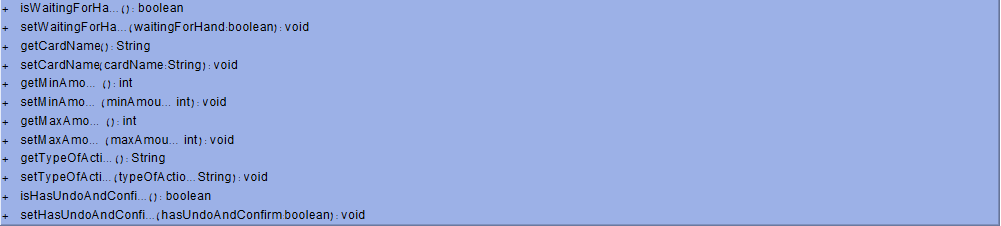 + isWaitingForHa... (): boolean
+ setWaitingForHa... (waitingForHand:boolean): void
+ getCardName(): String
+ setCardName(cardName:String): void
+ getMinAmo... (): int
+ setMinAmo... (minAmou... int): void
+ getMaxAmo... (): int
+ setMaxAmo... (maxAmou... int): void
+ getTypeOfActi... (): String
+ setTypeOfActi... (typeOfActio... String): void
+ isHasUndoAndConfi... (): boolean
+ setHasUndoAndConfi... (hasUndoAndConfirm:boolean): void